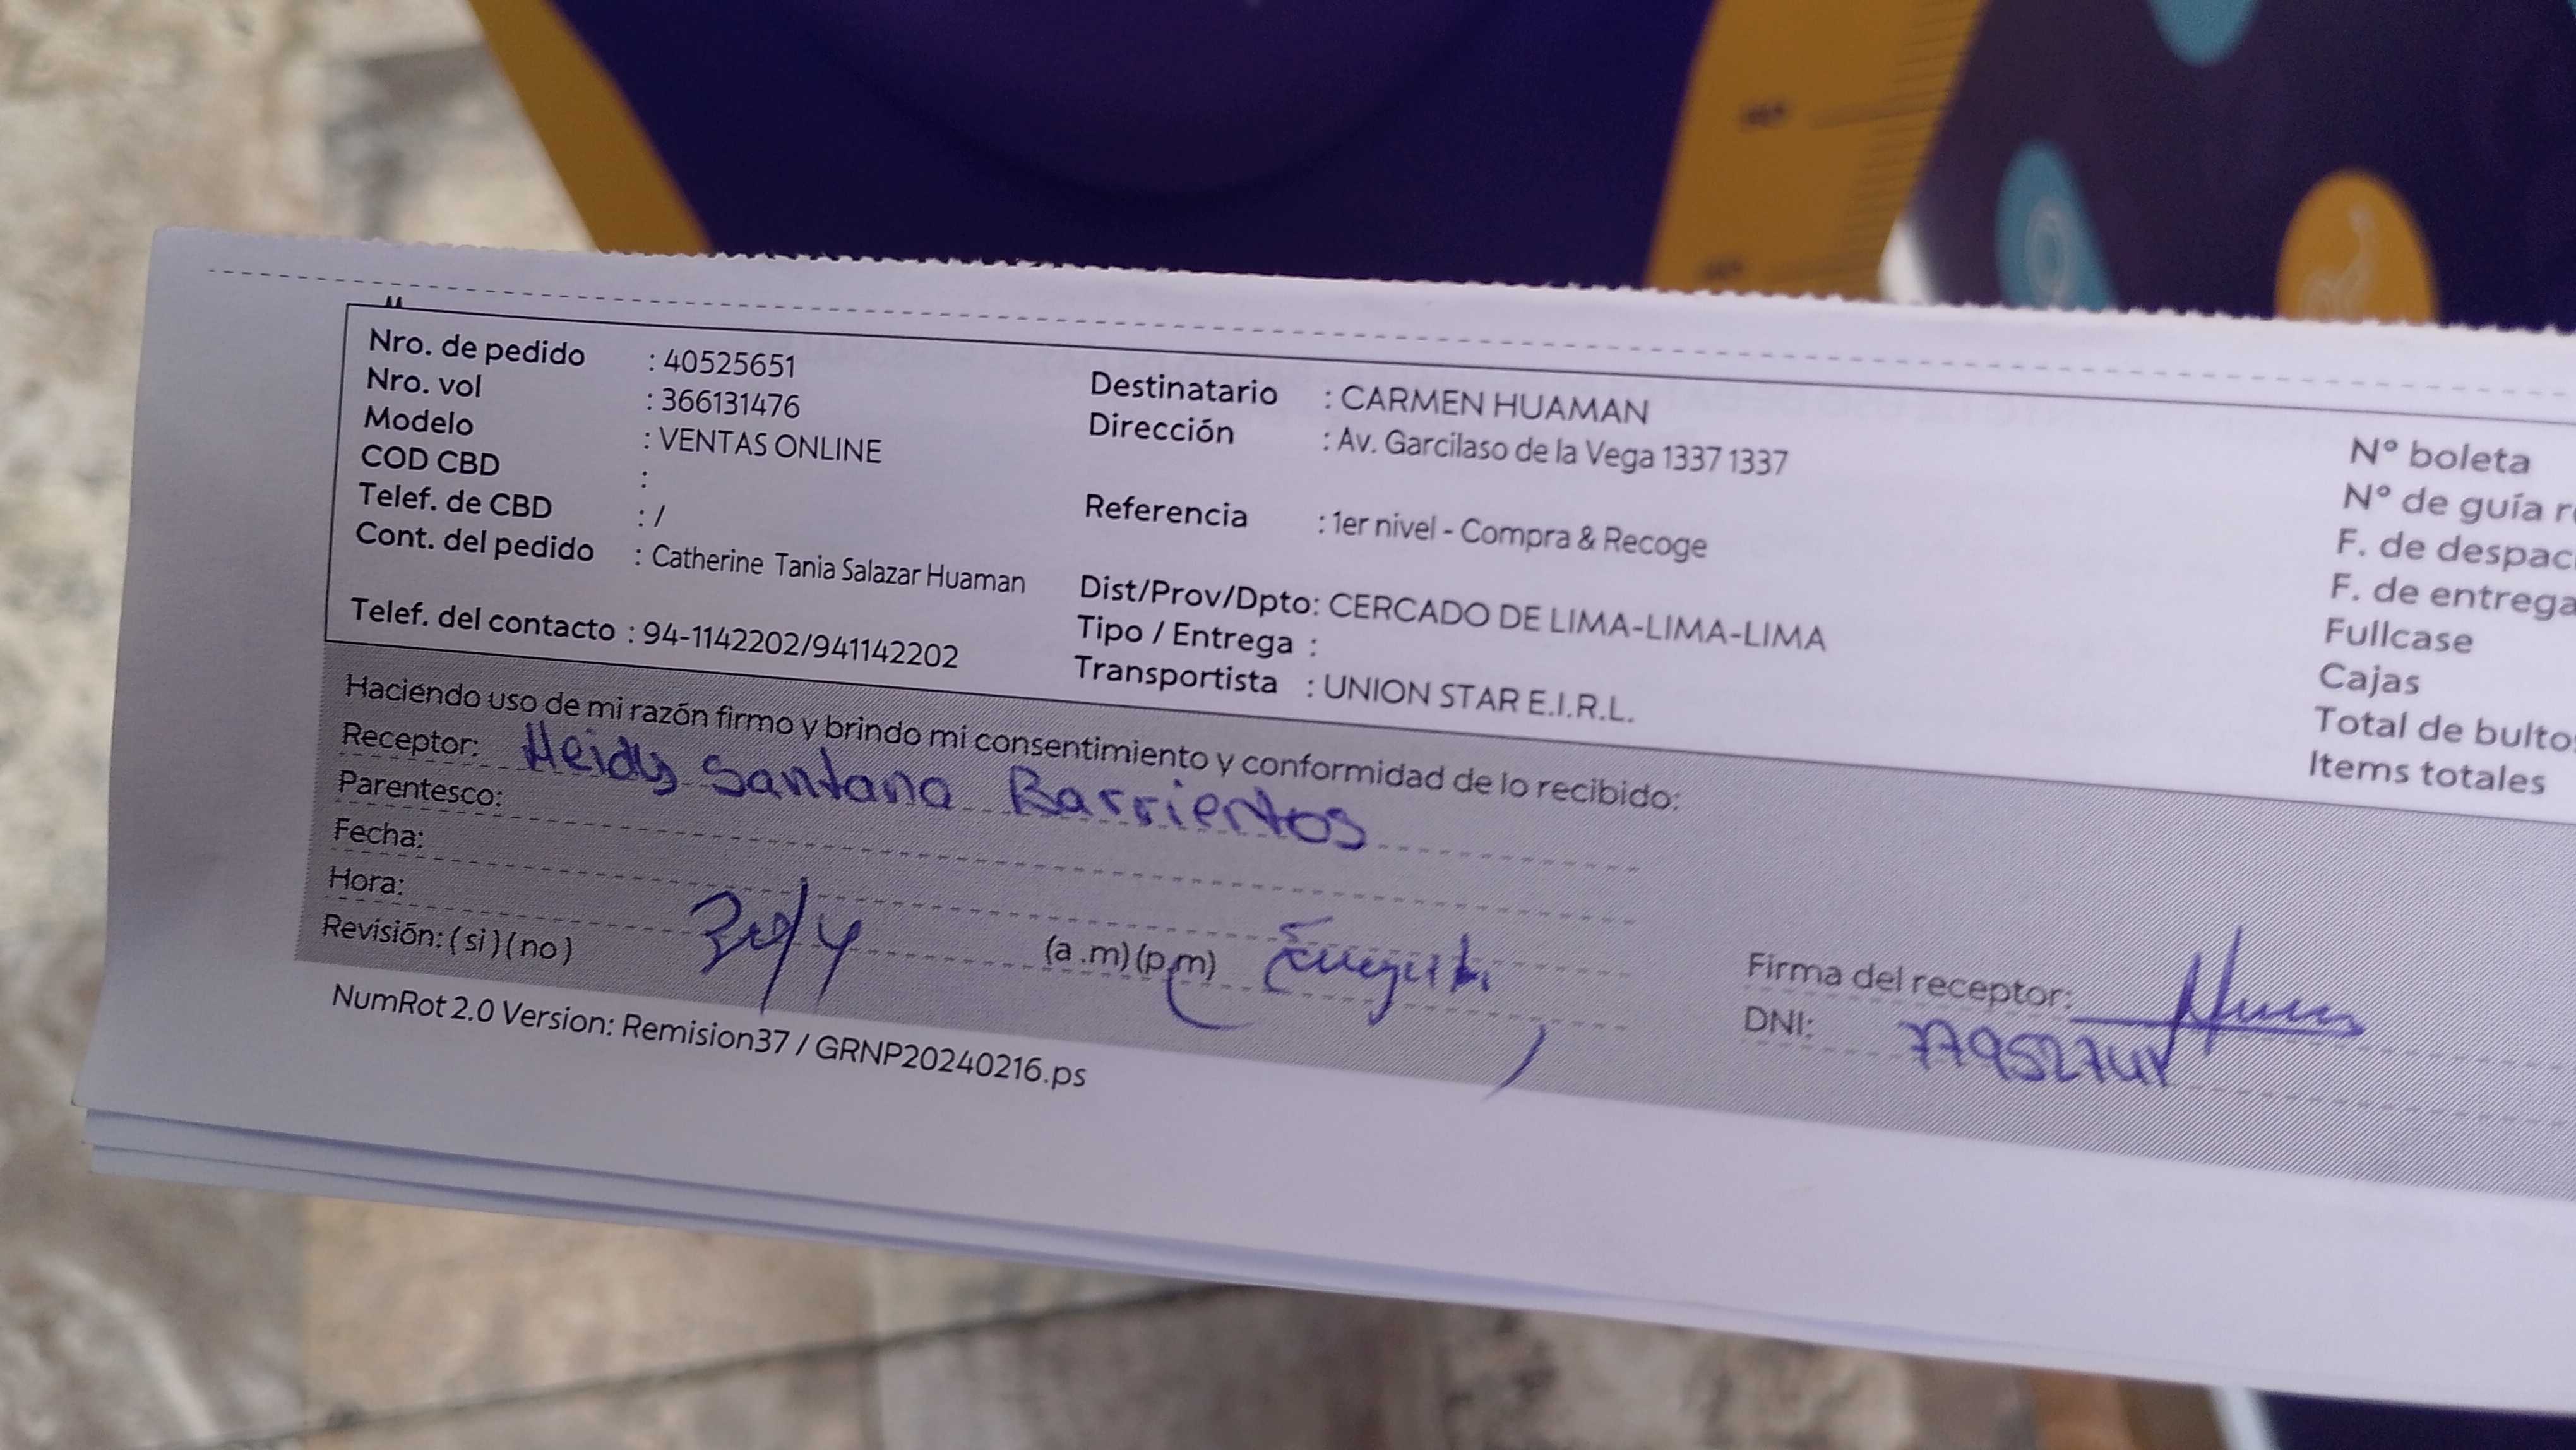 Nro. de pedido : 40525651
Nro. vol : 366131476
Modelo : VENTAS ONLINE
COD CBD :
Telef. de CBD : /
Cont. del pedido : Catherine Tania Salazar Huaman
Telef. del contacto : 94-1142202/941142202
Destinatario : CARMEN HUAMAN
Dirección : Av. Garcilaso de la Vega 1337 1337
Referencia : 1er nivel - Compra & Recoge
Dist/Prov/Dpto: CERCADO DE LIMA-LIMA-LIMA
Tipo / Entrega :
Transportista : UNION STAR E.I.R.L.
N° boleta
N° de guía
F. de
F. de entrega
Fullcase
Cajas
Total de
Items totales
Haciendo uso de mi razón firmo y brindo mi consentimiento y conformidad de lo recibido:
Receptor: Heidy Santana Barrientos
Parentesco:
Fecha:
Hora: (a .m) (p.m)
Revisión: ( si ) ( no )
Firma del receptor:
DNI:
NumRot 2.0 Version: Remision37 / GRNP20240216.ps